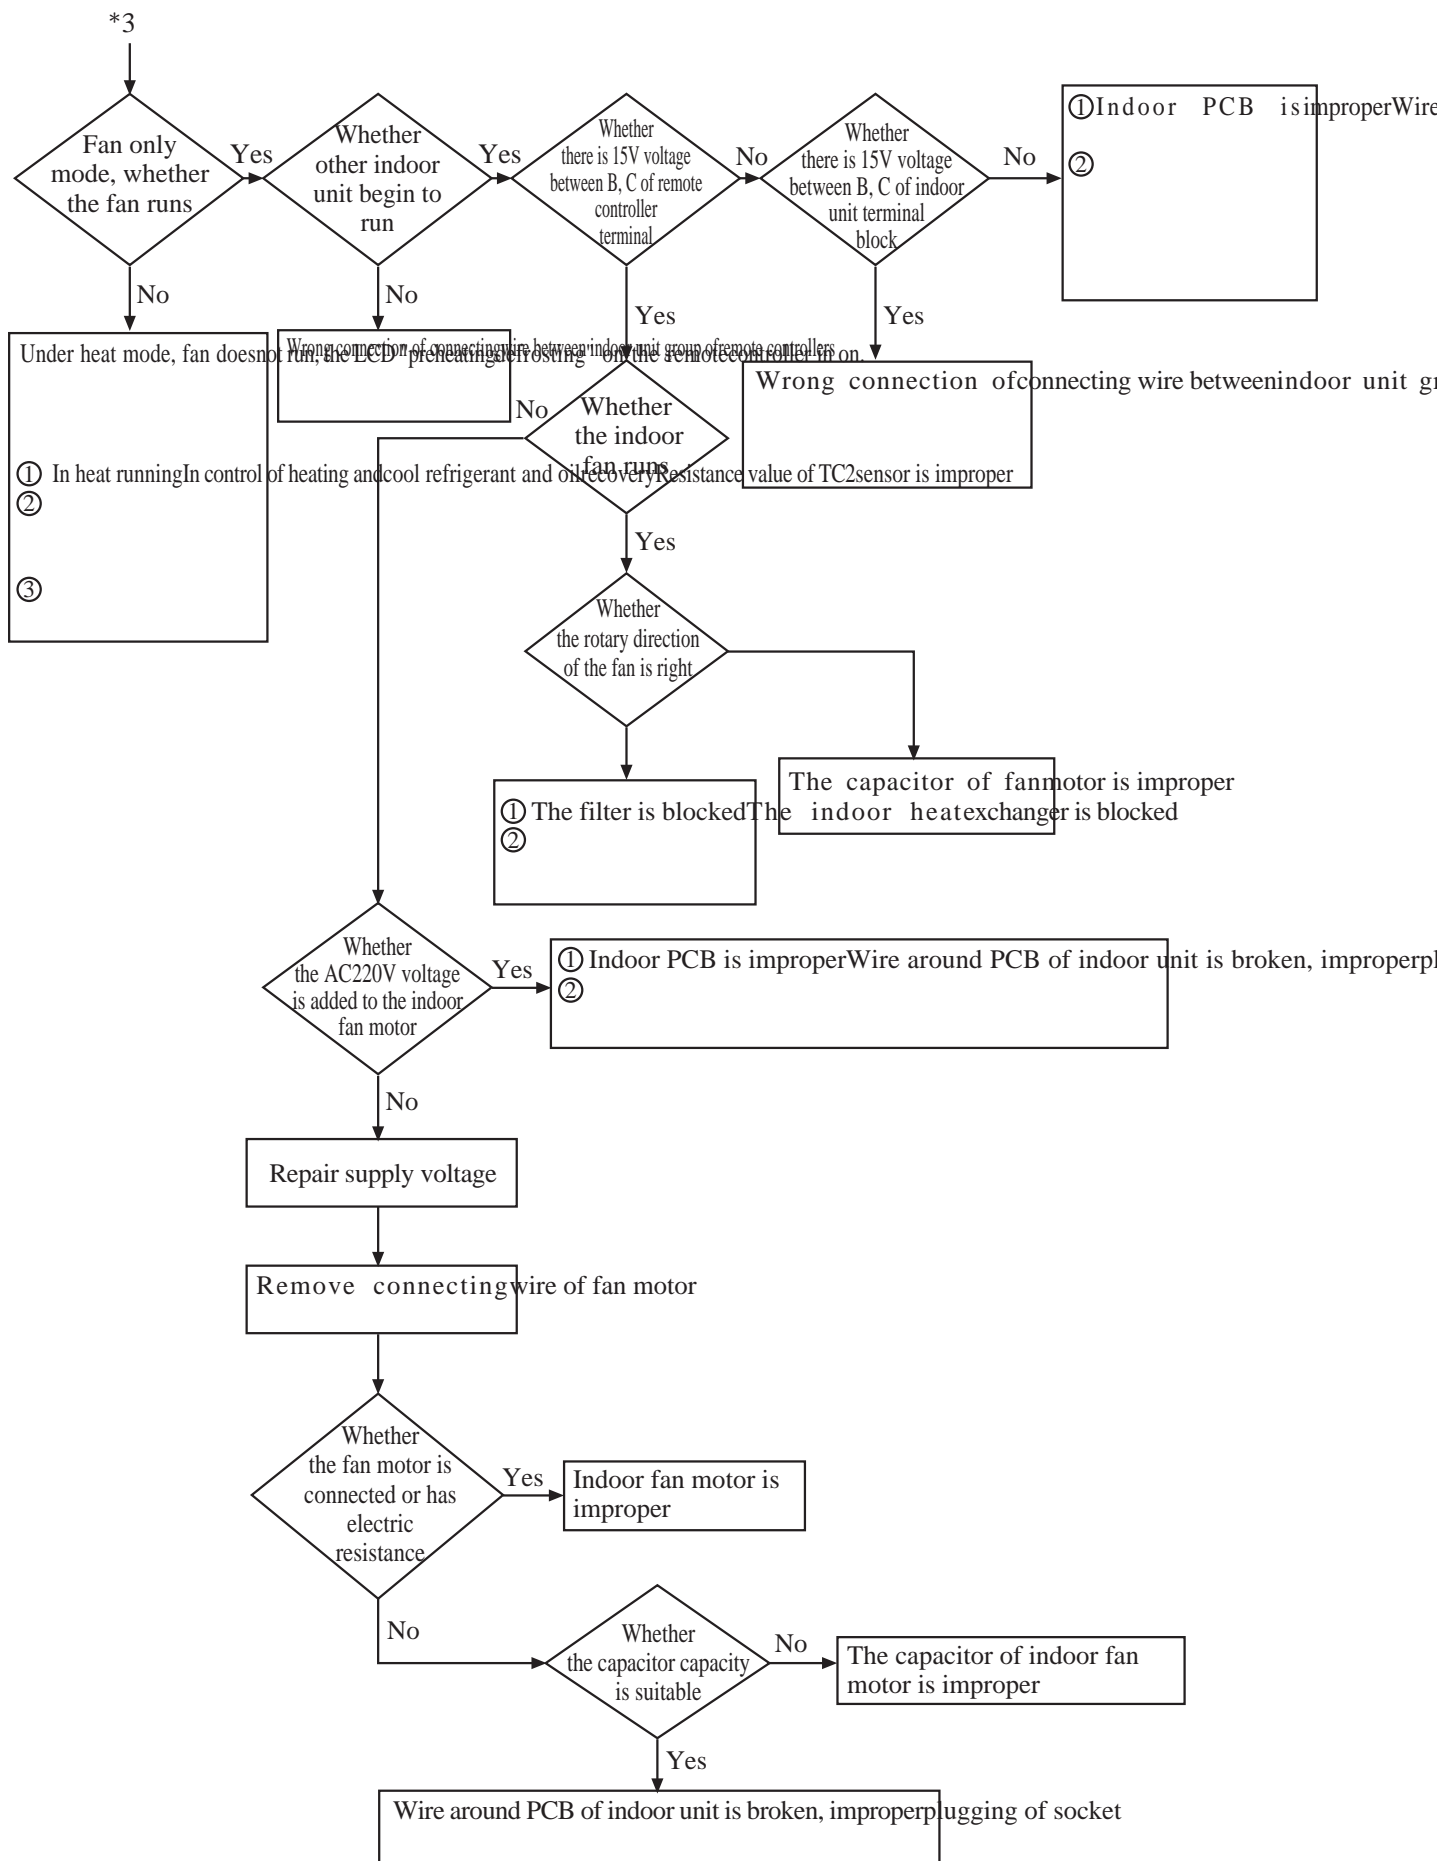 *3
Fan only
mode, whether
the fan runs
Yes
Whether
other indoor
unit begin to
run
Yes
Whether
there is 15V voltage
between B, C of remote
controller
terminal
No
Whether
there is 15V voltage
between B, C of indoor
unit terminal
block
No
①Indoor PCB isimproperWire
②
No
No
Yes
Yes
Under heat mode, fan doesnot run, the LCD "preheatingdefrosting" on the remotecontroller in on.
① In heat runningIn control of heating andcool refrigerant and oilrecoveryResistance value of TC2sensor is improper
②
③
Wrong connection of connectingwire between indoor unit group ofremote controllers
Wrong connection ofconnecting wire betweenindoor unit gr
No
Whether
the indoor
fan runs
Yes
Whether
the rotary direction
of the fan is right
The capacitor of fanmotor is improper
① The filter is blockedThe indoor heatexchanger is blocked
②
Whether
the AC220V voltage
is added to the indoor
fan motor
Yes
① Indoor PCB is improperWire around PCB of indoor unit is broken, improperpl
②
No
Repair supply voltage
Remove connectingwire of fan motor
Whether
the fan motor is
connected or has
electric
resistance
Yes
Indoor fan motor is
improper
No
Whether
the capacitor capacity
is suitable
No
The capacitor of indoor fan
motor is improper
Yes
Wire around PCB of indoor unit is broken, improperplugging of socket